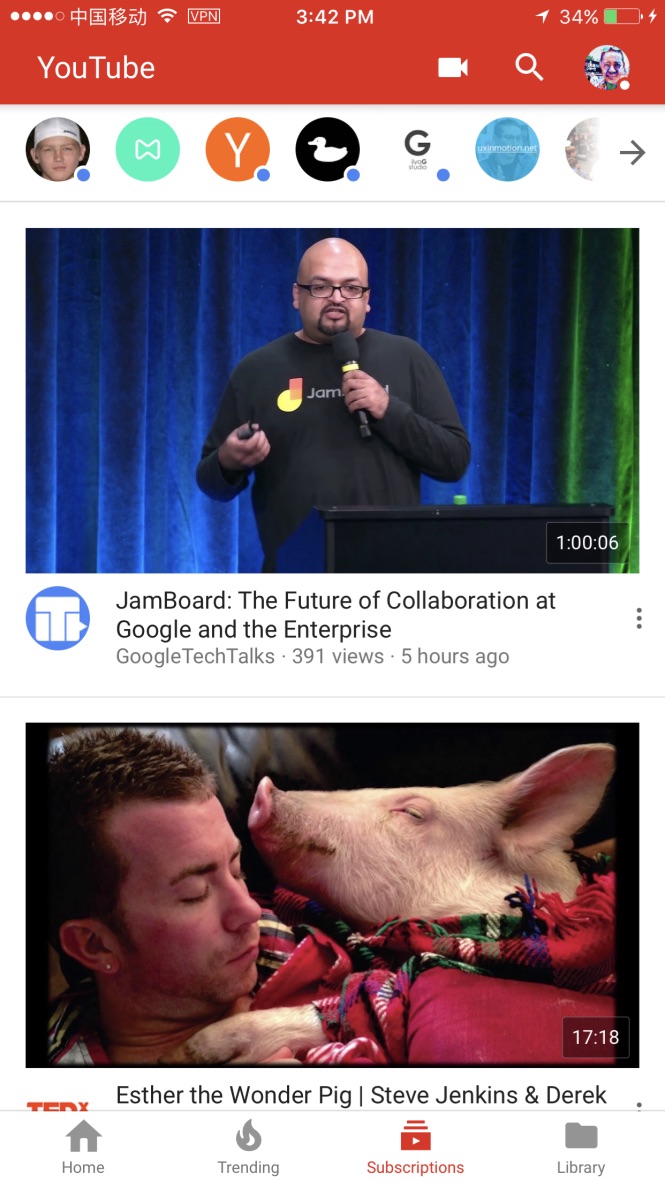 中国移动 VPN 3:42 PM 34%
YouTube
Y
G
uxinmotion.net
studio
1:00:06
JamBoard: The Future of Collaboration at
Google and the Enterprise
GoogleTechTalks · 391 views · 5 hours ago
17:18
Esther the Wonder Pig | Steve Jenkins & Derek
TEDx
Home Trending Subscriptions Library